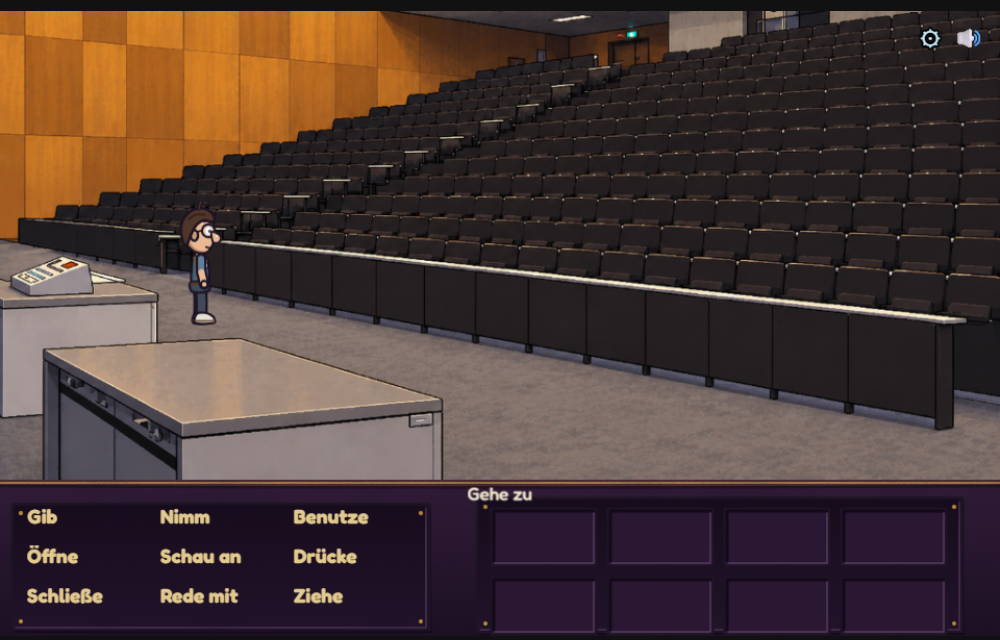 Gehe zu
Gib Nimm Benutze
Öffne Schau an Drücke
Schließe Rede mit Ziehe